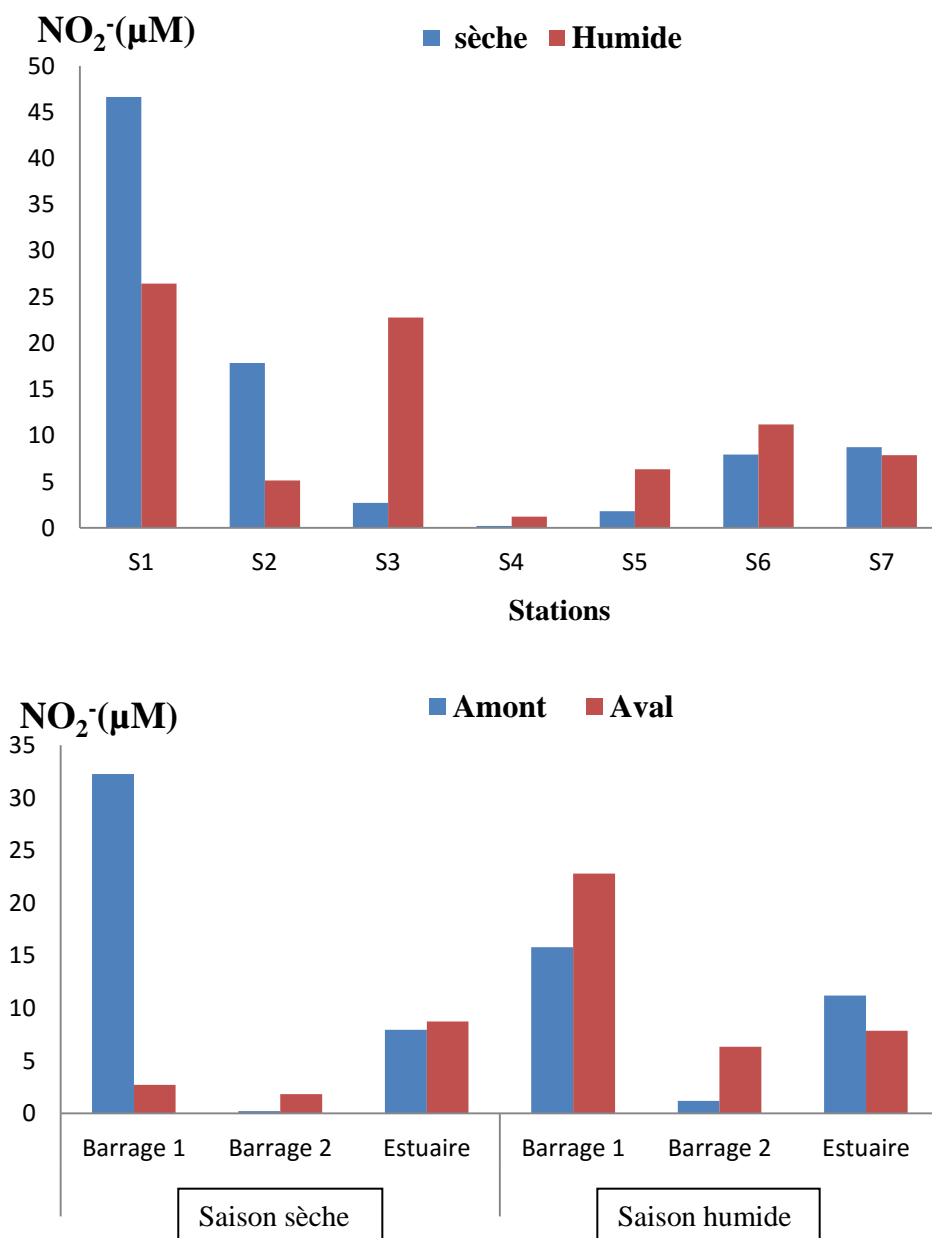 NO₂⁻(µM)
sèche Humide
50
45
40
35
30
25
20
15
10
5
0
S1 S2 S3 S4 S5 S6 S7
Stations
NO₂⁻(µM)
Amont Aval
35
30
25
20
15
10
5
0
Barrage 1 Barrage 2 Estuaire Barrage 1 Barrage 2 Estuaire
Saison sèche Saison humide